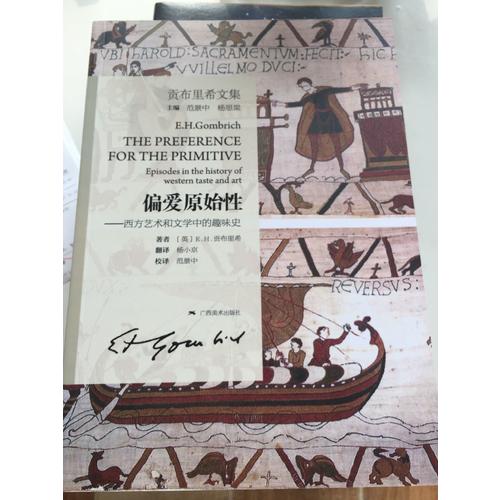 VBI hAROLD: SACRAMENTVM: FECIT:
VVILLELMO DVCI:
贡布里希文集
主编 范景中 杨思梁
E.H.Gombrich
THE PREFERENCE
FOR THE PRIMITIVE
Episodes in the history of
western taste and art
偏爱原始性
——西方艺术和文学中的趣味史
著者 [英] E.H.贡布里希
翻译 杨小京
校译 范景中
REVERSVS:
广西美术出版社
E H Gombrich